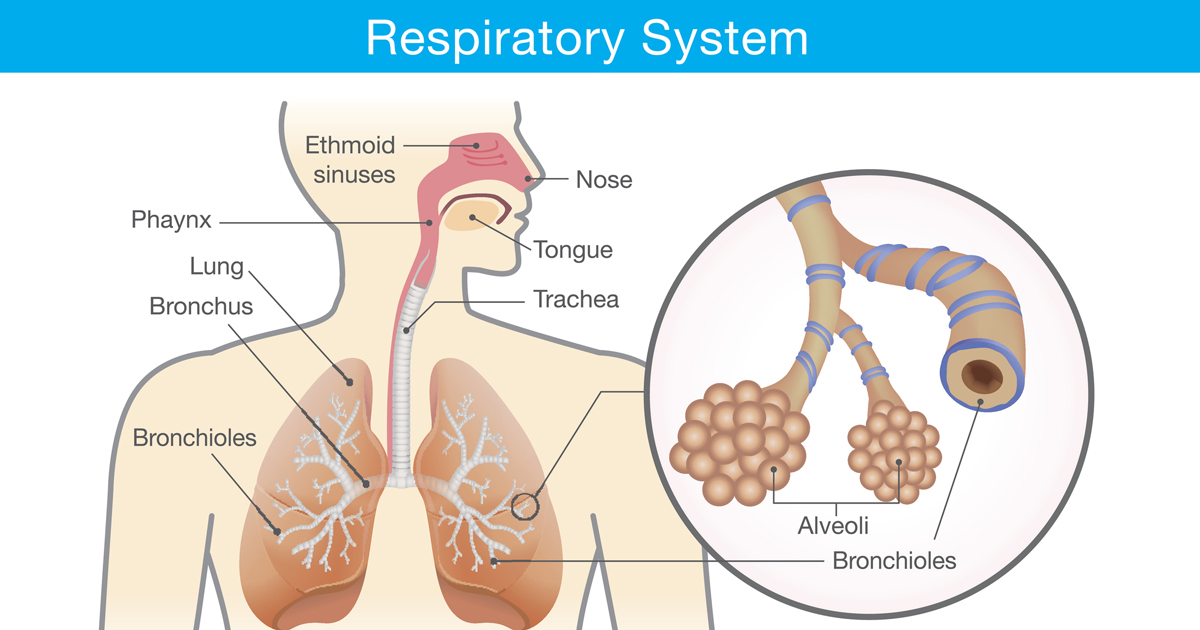 Respiratory System
Ethmoid
sinuses
Nose
Phaynx
Tongue
Lung
Bronchus
Trachea
Bronchioles
Alveoli
Bronchioles